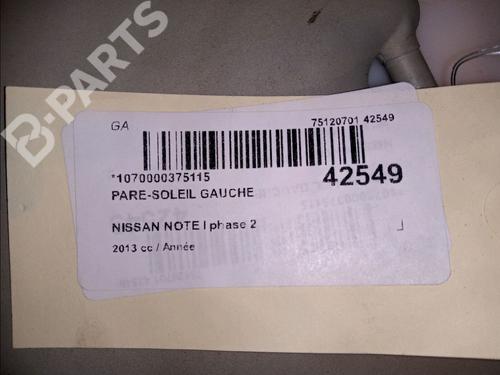 B-PARTS
GA
75120701 42549
*1070000375115
42549
PARE-SOLEIL GAUCHE
NISSAN NOTE I phase 2
2013 cc / Année